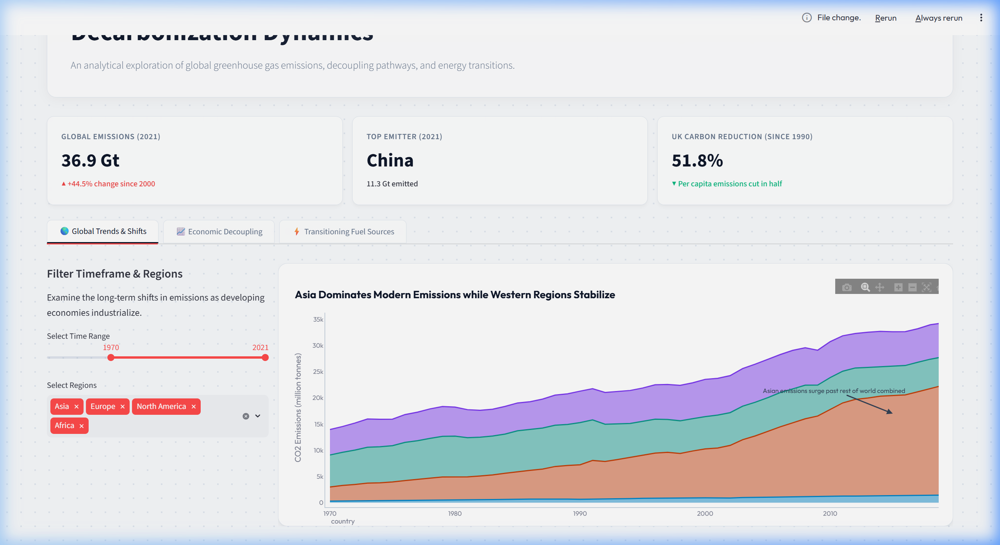 File change. Rerun Always rerun
Decarbonization Dynamics
An analytical exploration of global greenhouse gas emissions, decoupling pathways, and energy transitions.
GLOBAL EMISSIONS (2021)
36.9 Gt
▲ +44.5% change since 2000
TOP EMITTER (2021)
China
11.3 Gt emitted
UK CARBON REDUCTION (SINCE 1990)
51.8%
▼ Per capita emissions cut in half
Global Trends & Shifts
Economic Decoupling
Transitioning Fuel Sources
Filter Timeframe & Regions
Examine the long-term shifts in emissions as developing
economies industrialize.
Select Time Range
1970 2021
Select Regions
Asia × Europe × North America ×
Africa ×
Asia Dominates Modern Emissions while Western Regions Stabilize
CO2 Emissions (million tonnes)
35k
30k
25k
20k
15k
10k
5k
0
Asian emissions surge past rest of world combined
1970 1980 1990 2000 2010
country